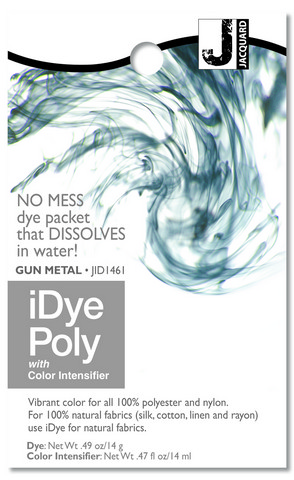 J
JACQUARD
NO MESS
dye packet
that DISSOLVES
in water!
GUN METAL • JID1461
iDye
Poly
with
Color Intensifier
Vibrant color for all 100% polyester and nylon.
For 100% natural fabrics (silk, cotton, linen and rayon)
use iDye for natural fabrics.
Dye: Net Wt .49 oz/14 g
Color Intensifier: Net Wt .47 fl oz/14 ml